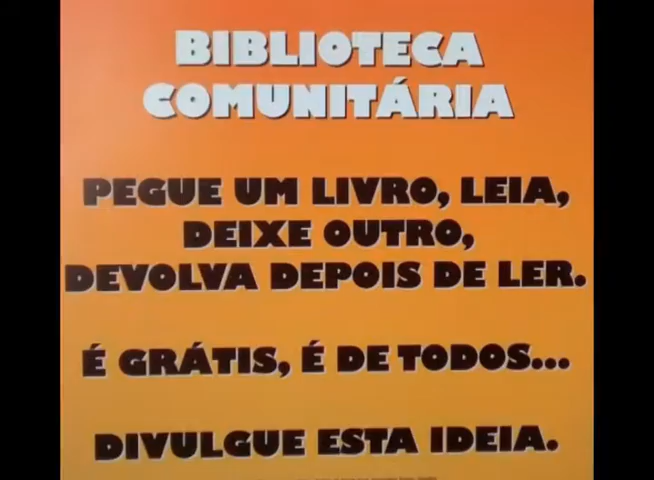 BIBLIOTECA
COMUNITÁRIA
PEGUE UM LIVRO, LEIA,
DEIXE OUTRO,
DEVOLVA DEPOIS DE LER.
É GRÁTIS, É DE TODOS...
DIVULGUE ESTA IDEIA.